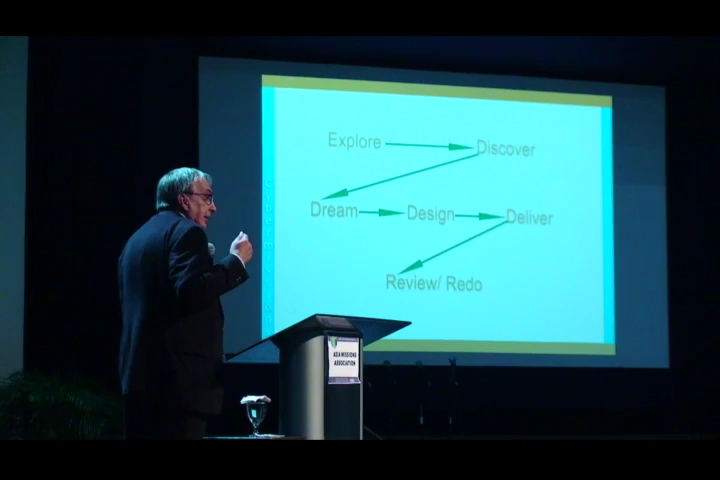 Explore Discover
Dream Design Deliver
Review/ Redo
ASIA MISSIONS
ASSOCIATION